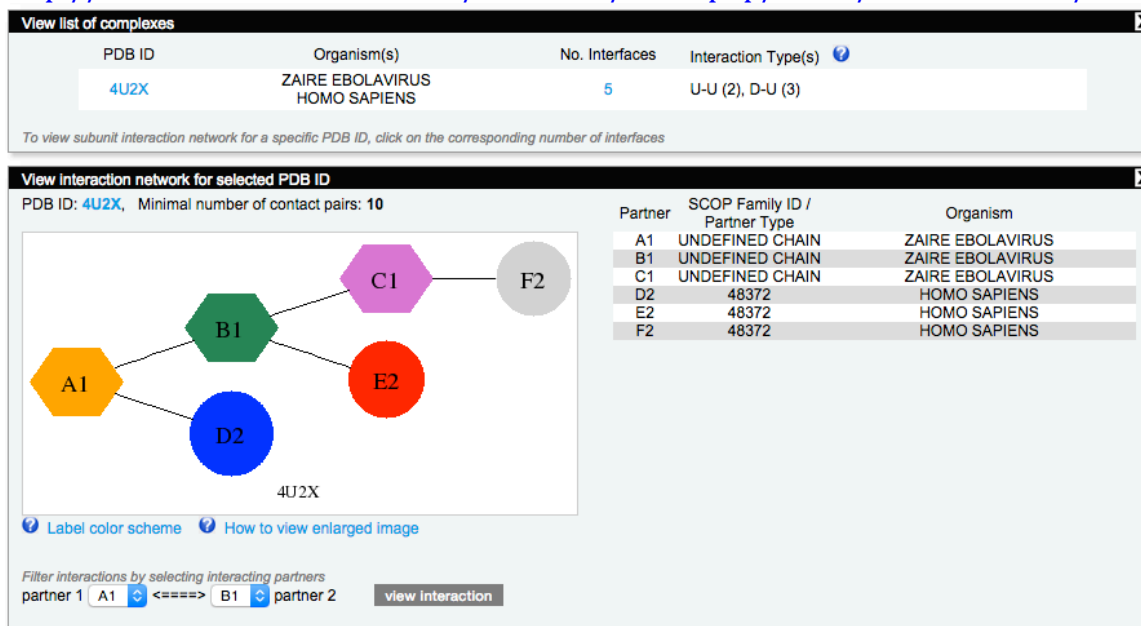 View list of complexes
PDB ID Organism(s) No. Interfaces Interaction Type(s) ?
4U2X ZAIRE EBOLAVIRUS HOMO SAPIENS 5 U-U (2), D-U (3)
To view subunit interaction network for a specific PDB ID, click on the corresponding number of interfaces
View interaction network for selected PDB ID
PDB ID: 4U2X, Minimal number of contact pairs: 10
C1 F2
B1
A1 E2
D2
4U2X
? Label color scheme ? How to view enlarged image
Filter interactions by selecting interacting partners
partner 1 A1 <====> B1 partner 2 view interaction
Partner SCOP Family ID / Partner Type Organism
A1 UNDEFINED CHAIN ZAIRE EBOLAVIRUS
B1 UNDEFINED CHAIN ZAIRE EBOLAVIRUS
C1 UNDEFINED CHAIN ZAIRE EBOLAVIRUS
D2 48372 HOMO SAPIENS
E2 48372 HOMO SAPIENS
F2 48372 HOMO SAPIENS